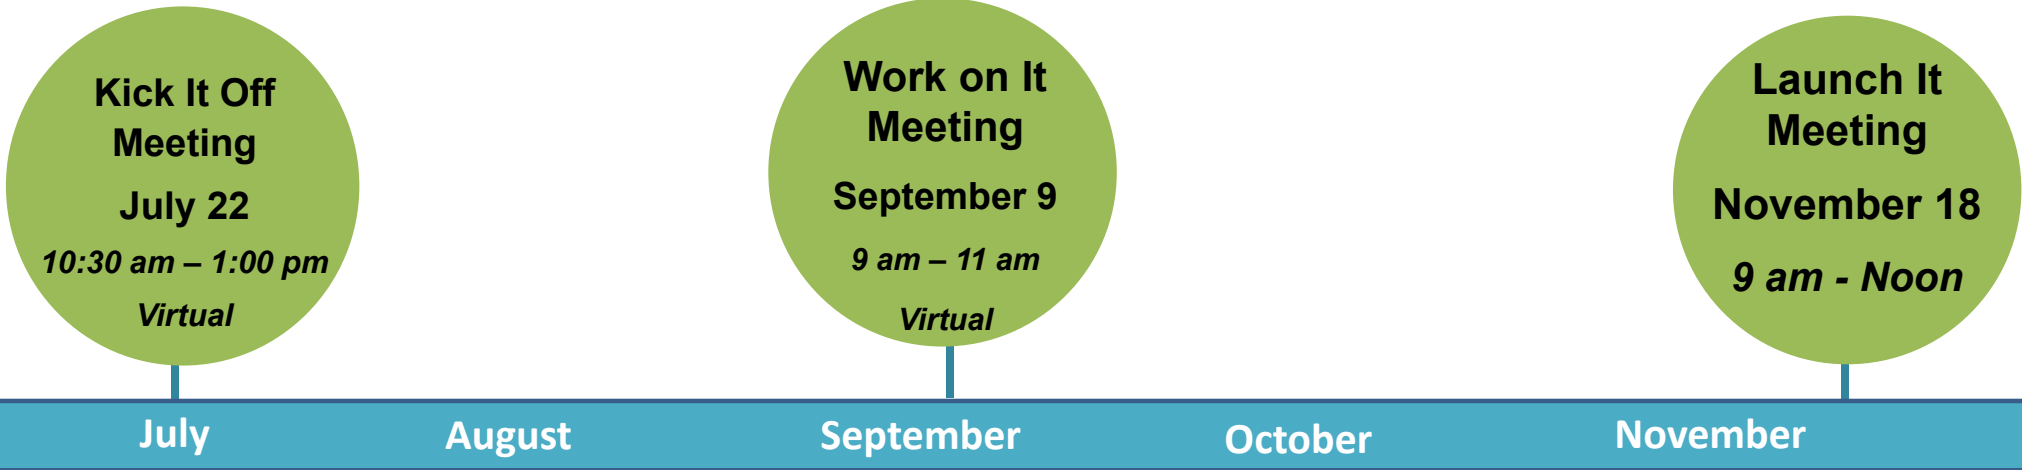 Kick It Off
Meeting
July 22
10:30 am – 1:00 pm
Virtual
Work on It
Meeting
September 9
9 am – 11 am
Virtual
Launch It
Meeting
November 18
9 am - Noon
July
August
September
October
November